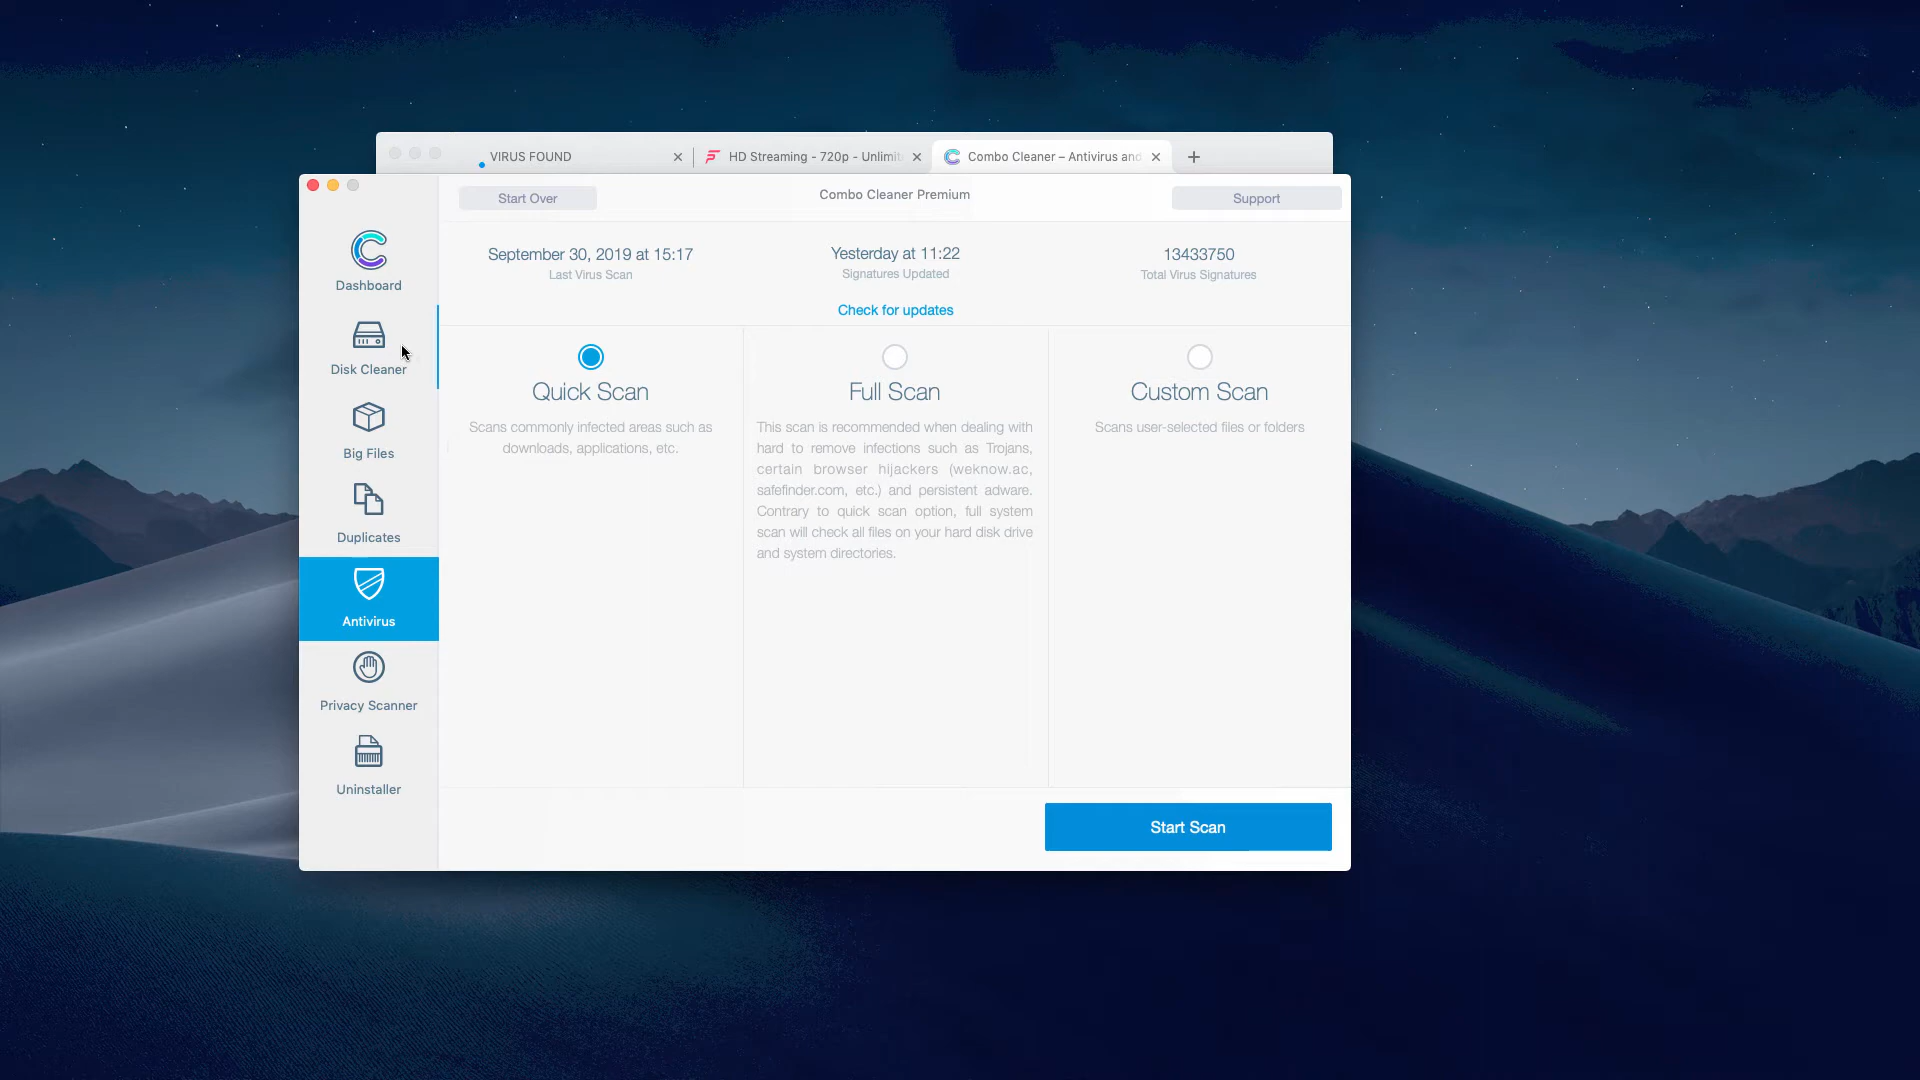 VIRUS FOUND
HD Streaming - 720p - Unlimit
Combo Cleaner – Antivirus and
Start Over
Combo Cleaner Premium
Support
September 30, 2019 at 15:17
Last Virus Scan
Yesterday at 11:22
Signatures Updated
13433750
Total Virus Signatures
Check for updates
Dashboard
Disk Cleaner
Big Files
Duplicates
Antivirus
Privacy Scanner
Uninstaller
Quick Scan
Scans commonly infected areas such as
downloads, applications, etc.
Full Scan
This scan is recommended when dealing with
hard to remove infections such as Trojans,
certain browser hijackers (weknow.ac,
safefinder.com, etc.) and persistent adware.
Contrary to quick scan option, full system
scan will check all files on your hard disk drive
and system directories.
Custom Scan
Scans user-selected files or folders
Start Scan